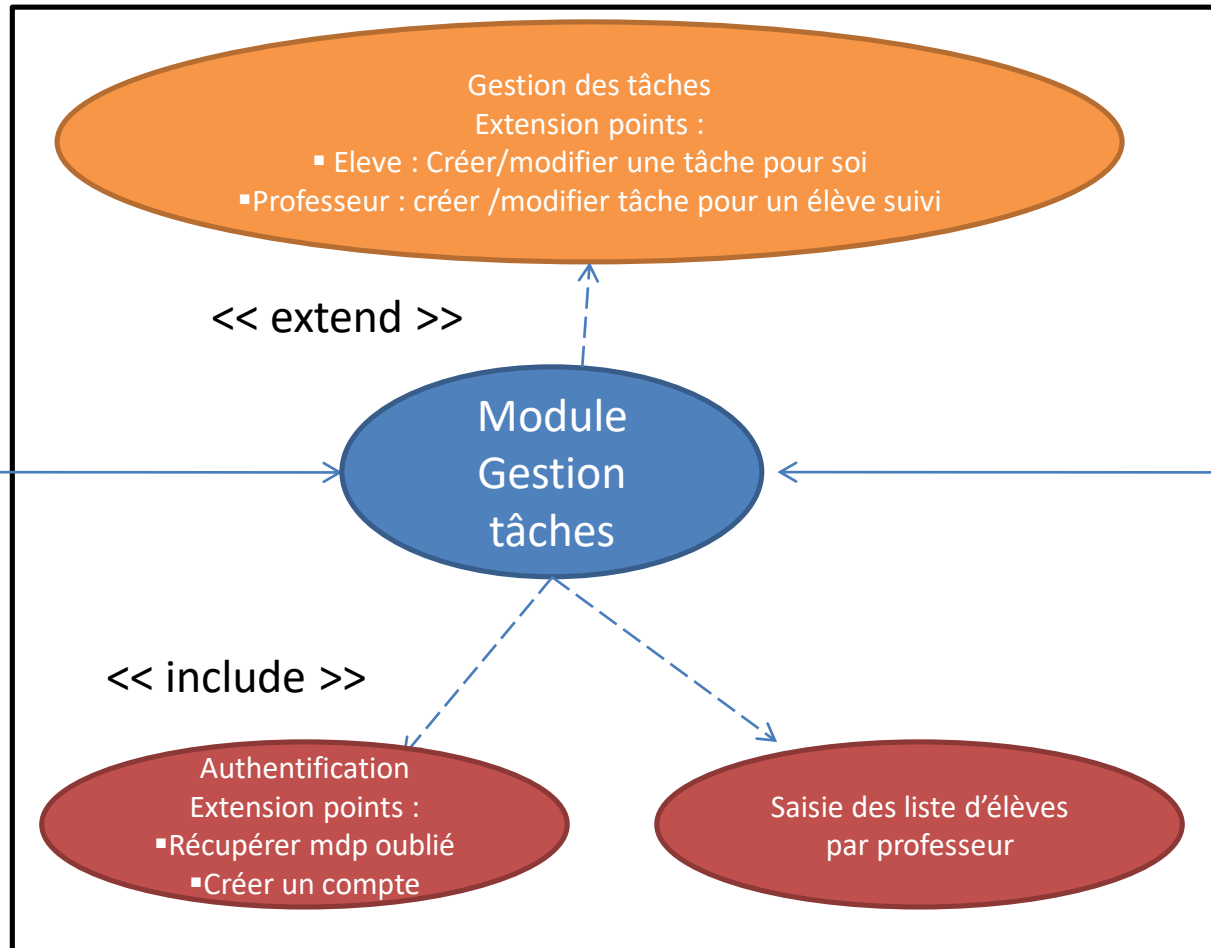 Gestion des tâches
Extension points :
▪ Eleve : Créer/modifier une tâche pour soi
▪Professeur : créer /modifier tâche pour un élève suivi
<< extend >>
Module
Gestion
tâches
<< include >>
Authentification
Extension points :
▪Récupérer mdp oublié
▪Créer un compte
Saisie des liste d’élèves
par professeur